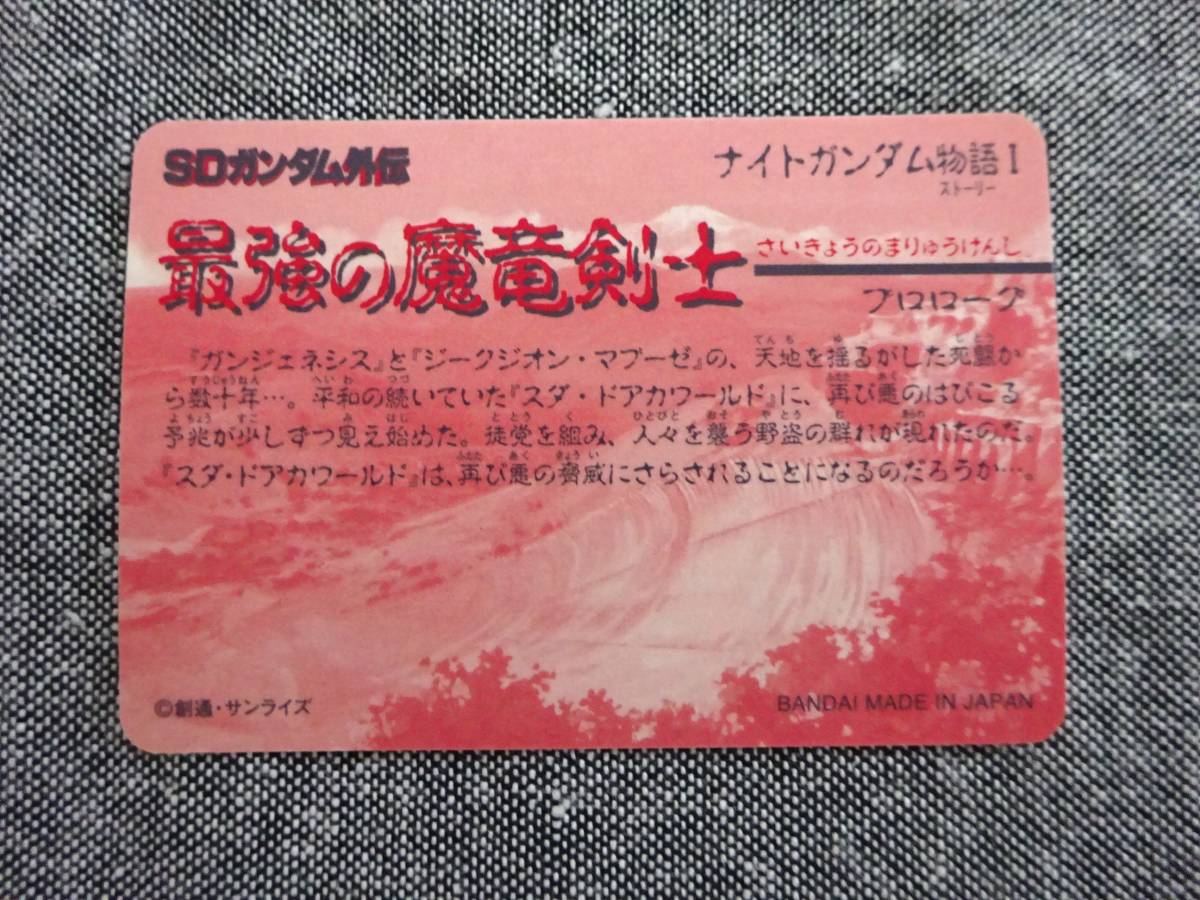 SDガンダム外伝
ナイトガンダム物語I
ストーリー
最強の魔竜剣士
さいきょうのまりゅうけんし
プロローグ
『ガンジェネシス』と『ジークジオン・マブーゼ』の、天地を揺るがした死闘か
ら数十年…。平和の続いていた『スダ・ドアカワールド』に、再び悪のはびこる
予兆が少しずつ見え始めた。徒党を組み、人々を襲う野盗の群れが現れたのだ。
『スダ・ドアカワールド』は、再び悪の脅威にさらされることになるのだろうか…。
©創通・サンライズ
BANDAI MADE IN JAPAN